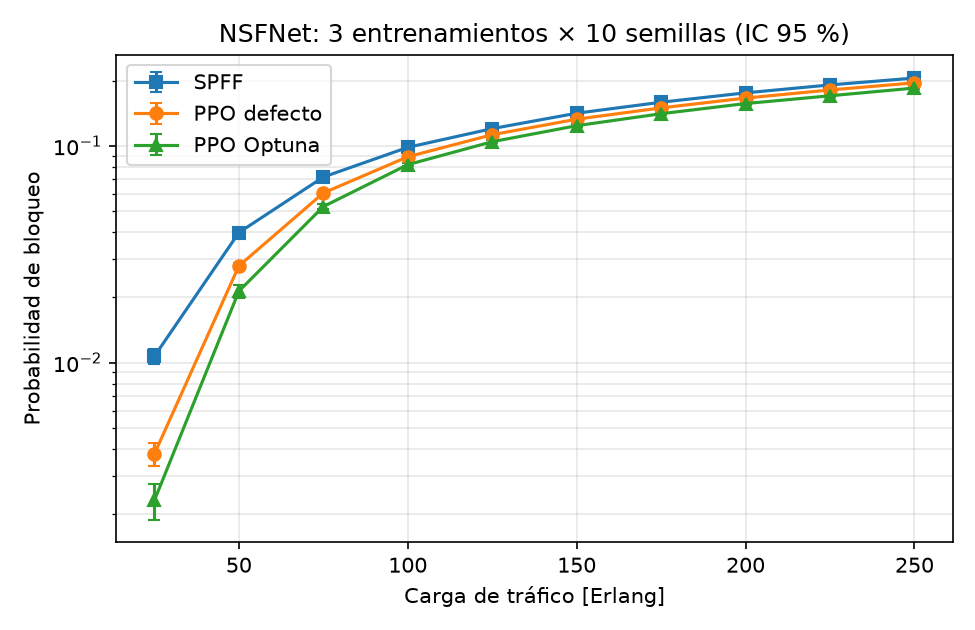 NSFNet: 3 entrenamientos × 10 semillas (IC 95 %)
SPFF
PPO defecto
PPO Optuna
Probabilidad de bloqueo
10⁻¹
10⁻²
50 100 150 200 250
Carga de tráfico [Erlang]